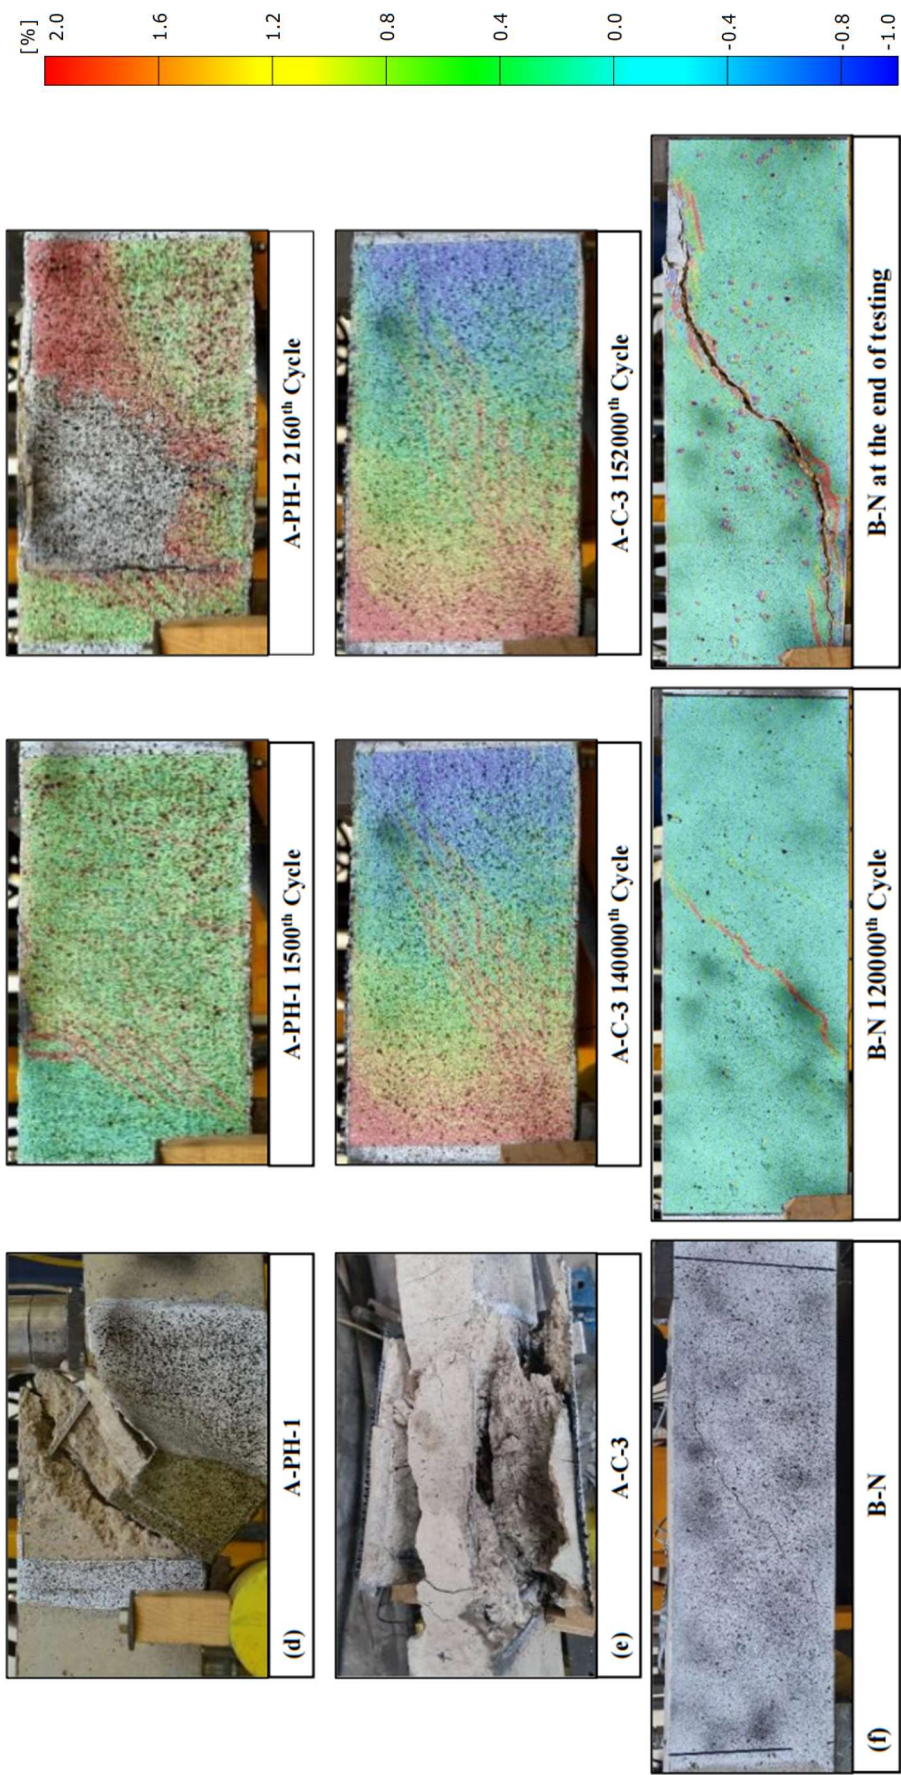 (d) A-PH-1
A-PH-1 1500th Cycle
A-PH-1 2160th Cycle
(e) A-C-3
A-C-3 140000th Cycle
A-C-3 152000th Cycle
(f) B-N
B-N 120000th Cycle
B-N at the end of testing
[%]
2.0
1.6
1.2
0.8
0.4
0.0
-0.4
-0.8
-1.0